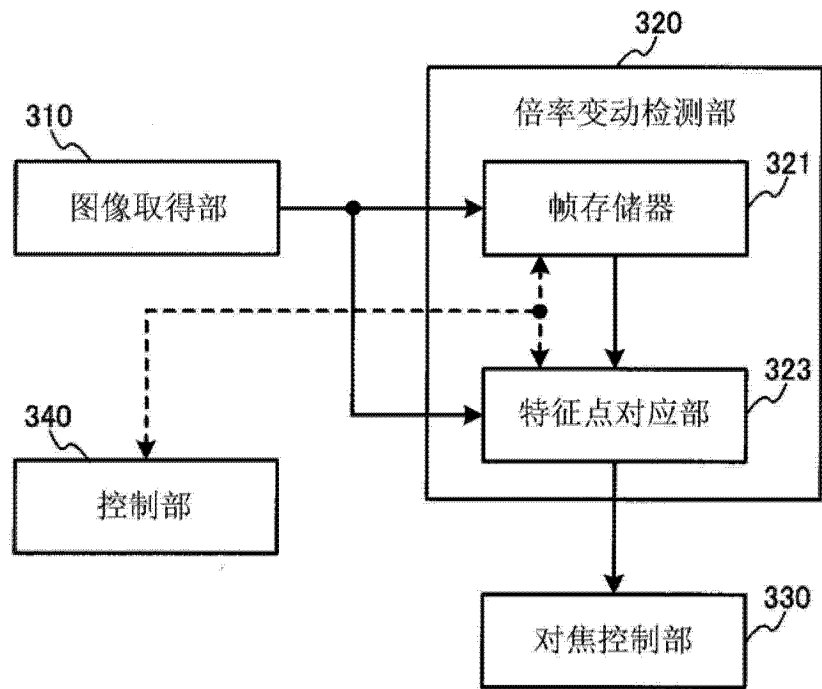 320
倍率变动检测部
310
图像取得部
321
帧存储器
323
特征点对应部
340
控制部
330
对焦控制部